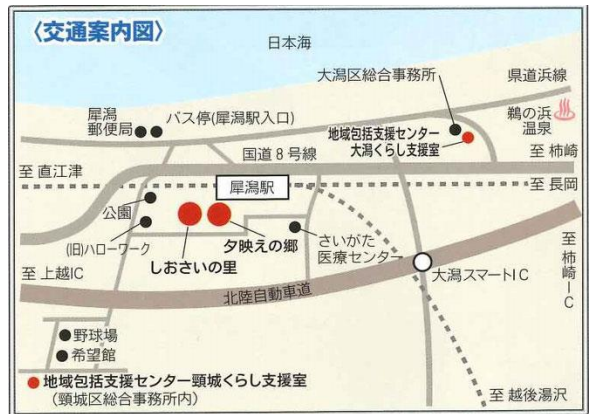 〈交通案内図〉
日本海
大潟区総合事務所
県道浜線
犀潟
郵便局
バス停(犀潟駅入口)
鵜の浜
温泉
地域包括支援センター
大潟くらし支援室
国道8号線
至 直江津
至 柿崎
犀潟駅
至 長岡
公園
(旧)ハローワーク
夕映えの郷
さいがた
医療センター
しおさいの里
至 上越IC
大潟スマートIC
至 柿崎IC
北陸自動車道
野球場
希望館
地域包括支援センター頸城くらし支援室
(頸城区総合事務所内)
至 越後湯沢